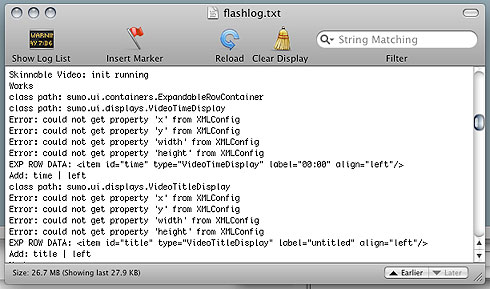 flashlog.txt
WARNIN
AY 7:36
Show Log List
Insert Marker
Reload
Clear Display
String Matching
Filter
Skinnable Video: init running
Works
class path: sumo.ui.containers.ExpandableRowContainer
class path: sumo.ui.displays.VideoTimeDisplay
Error: could not get property 'x' from XMLConfig
Error: could not get property 'y' from XMLConfig
Error: could not get property 'width' from XMLConfig
Error: could not get property 'height' from XMLConfig
EXP ROW DATA: <item id="time" type="VideoTimeDisplay" label="00:00" align="left"/>
Add: time | left
class path: sumo.ui.displays.VideoTitleDisplay
Error: could not get property 'x' from XMLConfig
Error: could not get property 'y' from XMLConfig
Error: could not get property 'width' from XMLConfig
Error: could not get property 'height' from XMLConfig
EXP ROW DATA: <item id="title" type="VideoTitleDisplay" label="untitled" align="left"/>
Add: title | left
Works
Size: 26.7 MB (Showing last 27.9 KB)
Earlier
Later